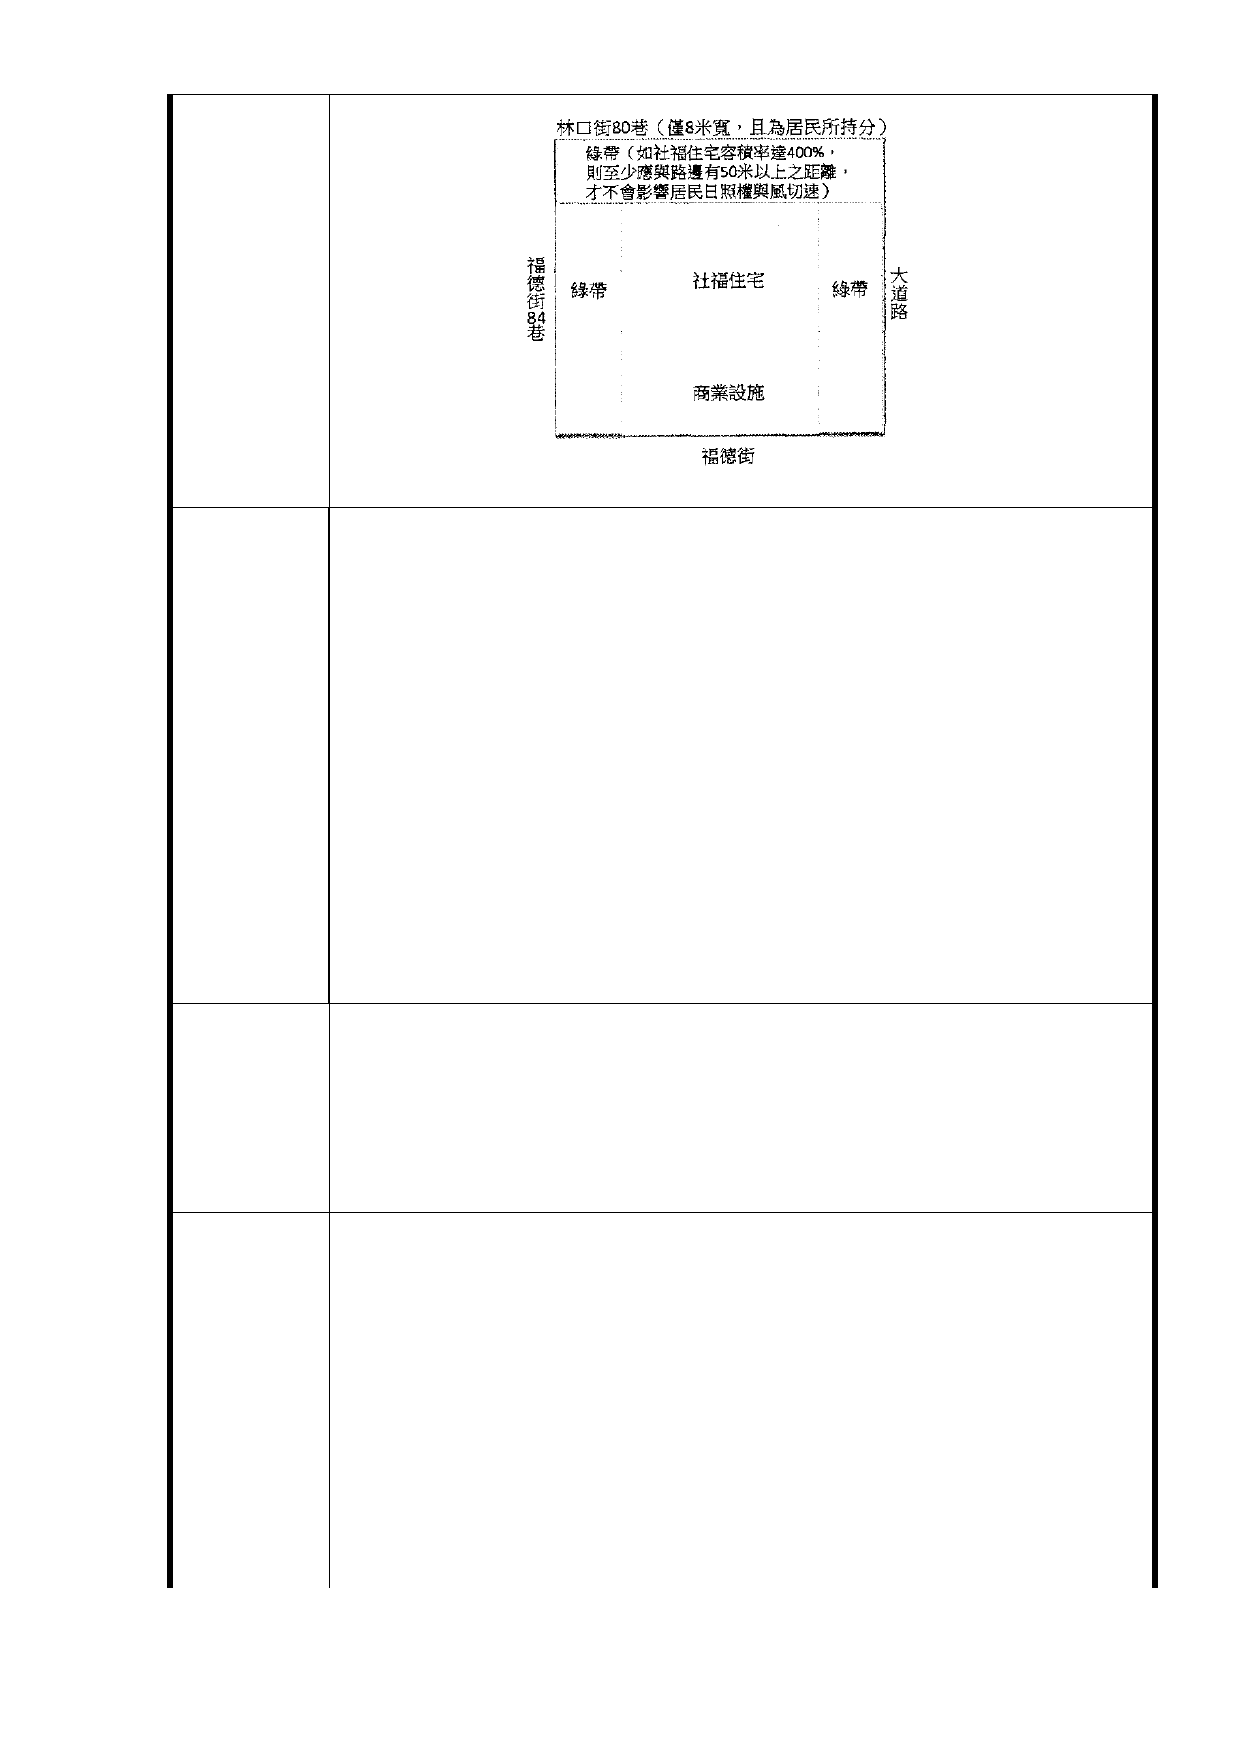 林口街80巷（僅8米寬，且為居民所持分）
綠帶（如社福住宅容積率達400%，
則至少應與路邊有50米以上之距離，
才不會影響居民日照權與風切速）
福德街84巷
綠帶
社福住宅
綠帶
大道路
商業設施
福德街